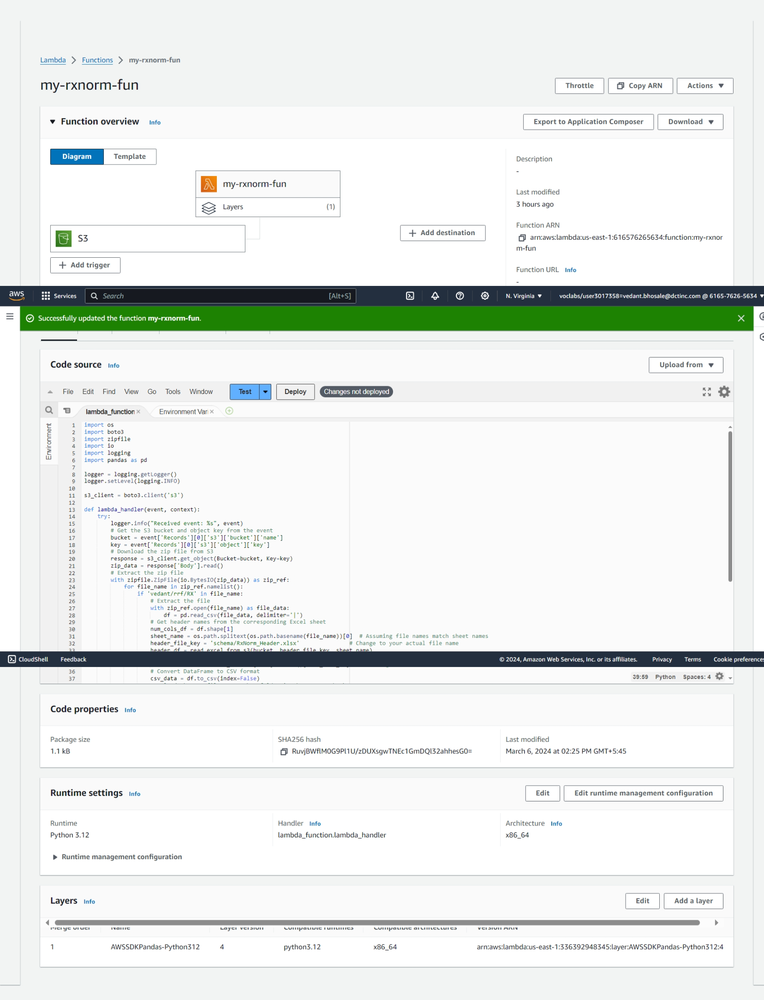 Lambda > Functions > my-rxnorm-fun
my-rxnorm-fun
Throttle Copy ARN Actions
Function overview Info
Export to Application Composer Download
Diagram Template
my-rxnorm-fun
Layers (1)
S3
Add destination
Add trigger
Description
-
Last modified
3 hours ago
Function ARN
arn:aws:lambda:us-east-1:616576265634:function:my-rxnor
m-fun
Function URL Info
-
aws Services Search [Alt+S] N. Virginia voclabs/user3017358=vedant.bhosale@dctinc.com @ 6165-7626-5634
Successfully updated the function my-rxnorm-fun.
Code source Info
Upload from
File Edit Find View Go Tools Window Test Deploy Changes not deployed
lambda_function Environment Var
Environment
1 import os
2 import boto3
3 import zipfile
4 import io
5 import logging
6 import pandas as pd
7
8 logger = logging.getLogger()
9 logger.setLevel(logging.INFO)
10
11 s3_client = boto3.client('s3')
12
13 def lambda_handler(event, context):
14 try:
15 logger.info("Received event: %s", event)
16 # Get the S3 bucket and object key from the event
17 bucket = event['Records'][0]['s3']['bucket']['name']
18 key = event['Records'][0]['s3']['object']['key']
19 # Download the zip file from S3
20 response = s3_client.get_object(Bucket=bucket, Key=key)
21 zip_data = response['Body'].read()
22 # Extract the zip file
23 with zipfile.ZipFile(io.BytesIO(zip_data)) as zip_ref:
24 for file_name in zip_ref.namelist():
25 if 'vedant/rrf/RX' in file_name:
26 # Extract the file
27 with zip_ref.open(file_name) as file_data:
28 df = pd.read_csv(file_data, delimiter='|')
29 # Get header names from the corresponding Excel sheet
30 num_cols_df = df.shape[1]
31 sheet_name = os.path.splitext(os.path.basename(file_name))[0] # Assuming file names match sheet names
32 header_file_key = 'schema/RxNorm_Header.xlsx' # Change to your actual file name
33 header_df = read_excel_from_s3(bucket, header_file_key, sheet_name)
CloudShell Feedback © 2024, Amazon Web Services, Inc. or its affiliates. Privacy Terms Cookie preferences
36 # Convert DataFrame to CSV format
37 csv_data = df.to_csv(index=False)
39:59 Python Spaces: 4
Code properties Info
Package size
1.1 kB
SHA256 hash
RuvjBWflM0G9Pl1U/zDUXsgwTNEc1GmDQl32ahhesG0=
Last modified
March 6, 2024 at 02:25 PM GMT+5:45
Runtime settings Info
Edit Edit runtime management configuration
Runtime
Python 3.12
Handler Info
lambda_function.lambda_handler
Architecture Info
x86_64
Runtime management configuration
Layers Info
Edit Add a layer
Merge order Name Layer version Compatible runtimes Compatible architectures Version ARN
1 AWSSDKPandas-Python312 4 python3.12 x86_64 arn:aws:lambda:us-east-1:336392948345:layer:AWSSDKPandas-Python312:4